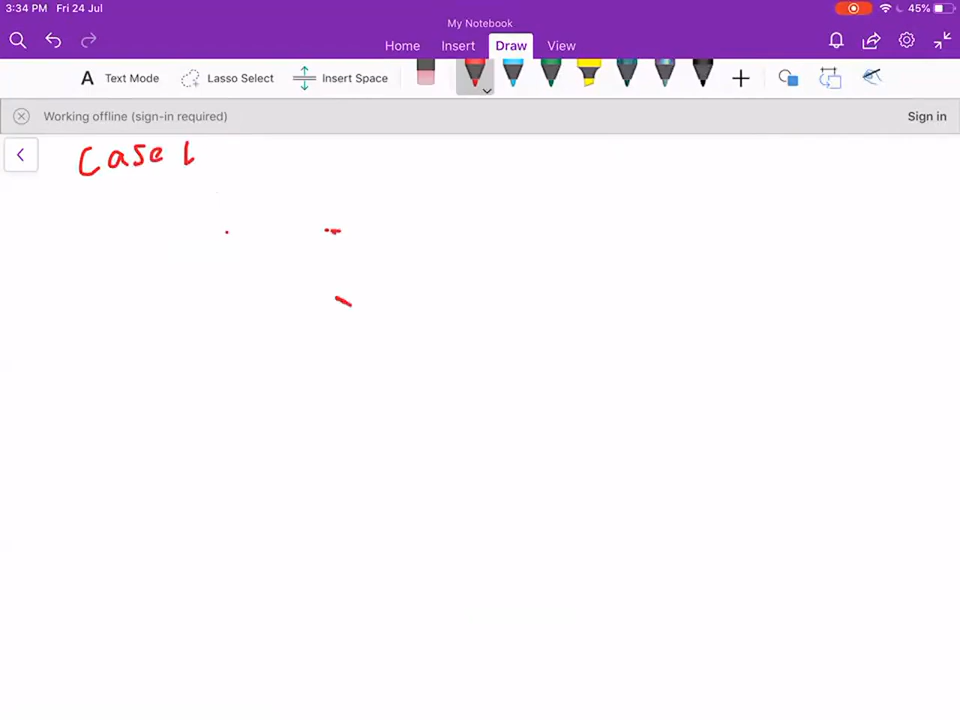 3:34 PM Fri 24 Jul
45%
My Notebook
Home Insert Draw View
A Text Mode Lasso Select Insert Space
Working offline (sign-in required) Sign in
Case 1